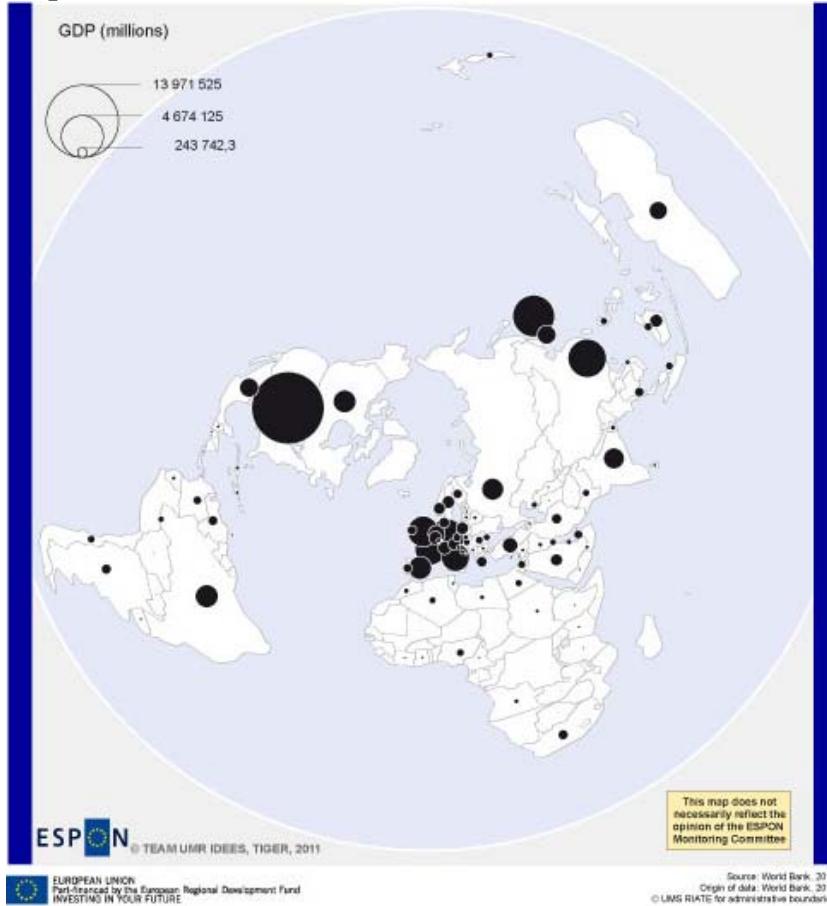 GDP (millions)
13 971 525
4 674 125
243 742,3
This map does not
necessarily reflect the
opinion of the ESPON
Monitoring Committee
ESPON © TEAM UMR IDEES, TIGER, 2011
EUROPEAN UNION
Part-financed by the European Regional Development Fund
INVESTING IN YOUR FUTURE
Source: World Bank, 20
Origin of data: World Bank, 20
© UMS RIATE for administrative boundari